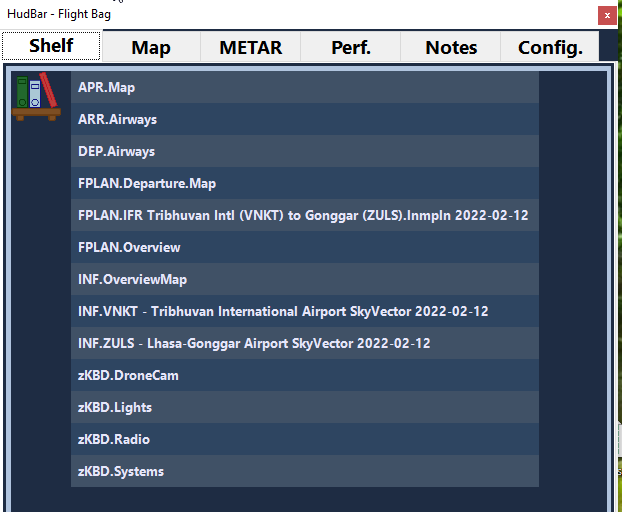 HudBar - Flight Bag
x
Shelf Map METAR Perf. Notes Config.
APR.Map
ARR.Airways
DEP.Airways
FPLAN.Departure.Map
FPLAN.IFR Tribhuvan Intl (VNKT) to Gonggar (ZULS).lnmpln 2022-02-12
FPLAN.Overview
INF.OverviewMap
INF.VNKT - Tribhuvan International Airport SkyVector 2022-02-12
INF.ZULS - Lhasa-Gonggar Airport SkyVector 2022-02-12
zKBD.DroneCam
zKBD.Lights
zKBD.Radio
zKBD.Systems